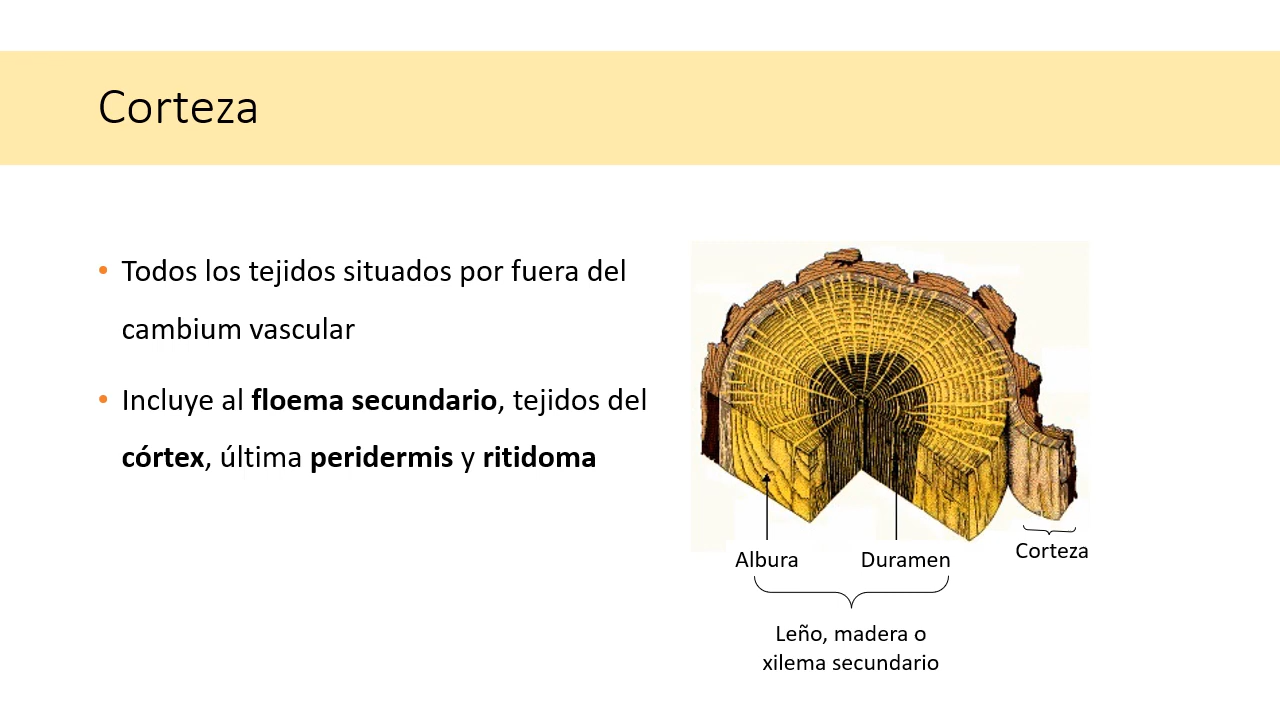 Corteza
• Todos los tejidos situados por fuera del
cambium vascular
• Incluye al floema secundario, tejidos del
córtex, última peridermis y ritidoma
Albura
Duramen
Corteza
Leño, madera o
xilema secundario